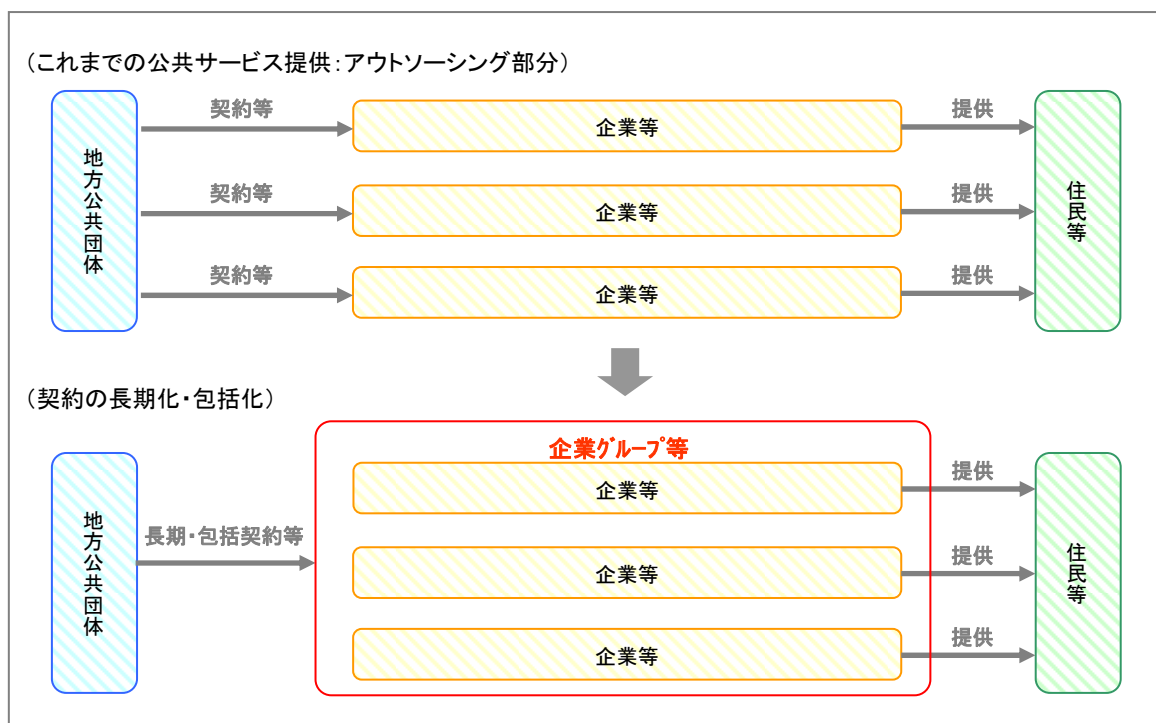 （これまでの公共サービス提供：アウトソーシング部分）
地方公共団体
契約等
企業等
提供
契約等
企業等
提供
契約等
企業等
提供
住民等
（契約の長期化・包括化）
地方公共団体
長期・包括契約等
企業ｸﾞﾙｰﾌﾟ等
企業等
提供
企業等
提供
企業等
提供
住民等